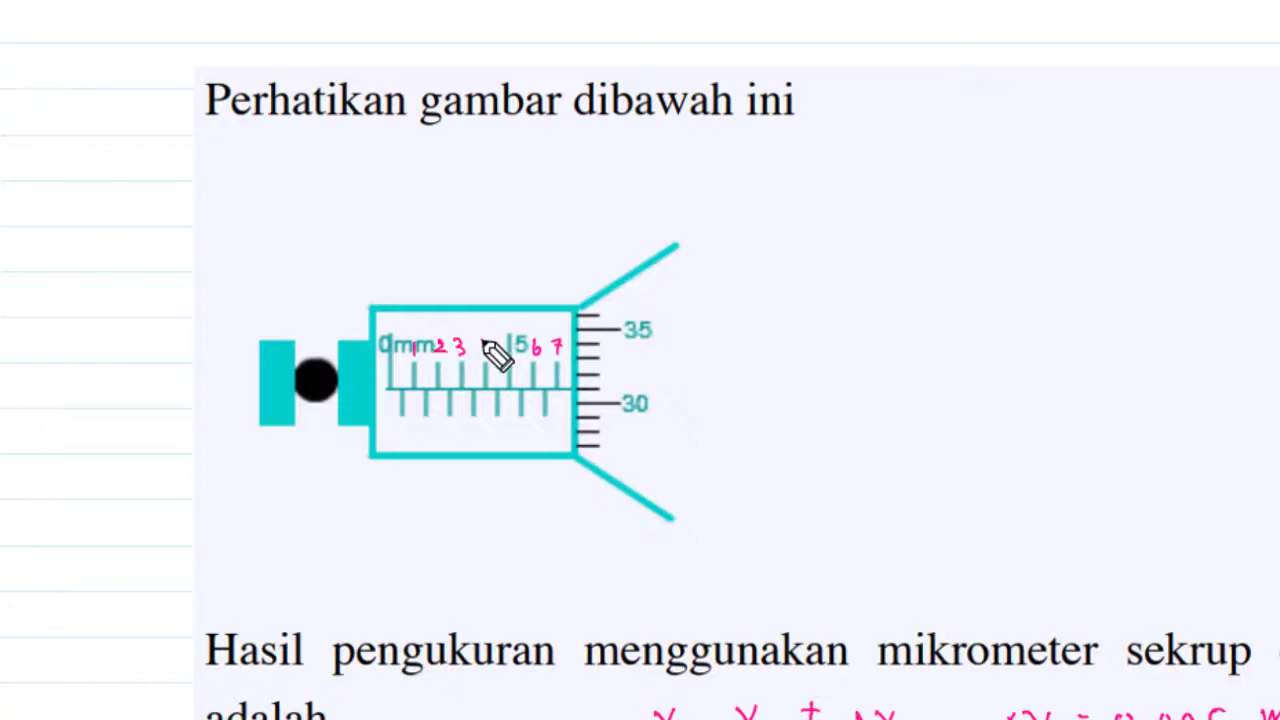 Perhatikan gambar dibawah ini
35
0mm 1 2 3 5 6 7
30
Hasil pengukuran menggunakan mikrometer sekrup
adalah